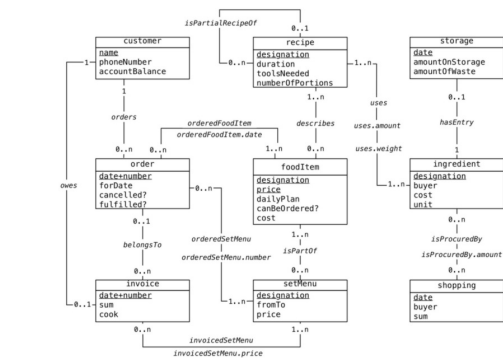 isPartialRecipeOf
0..1
customer
name
phoneNumber
accountBalance
recipe
designation
duration
toolsNeeded
numberOfPortions
storage
date
amountOnStorage
amountOfWaste
1
0..n
1..n
1
orders
0..n
orderedFoodItem
orderedFoodItem.date
0..n
1..n
1..n
describes
0..n
uses
uses.amount
uses.weight
1..n
0..1
hasEntry
1
order
date+number
forDate
cancelled?
fulfilled?
foodItem
designation
price
dailyPlan
canBeOrdered?
cost
ingredient
designation
buyer
cost
unit
owes
0..n
0..1
belongsTo
0..n
orderedSetMenu
orderedSetMenu.number
1..n
1..n
isPartOf
0..n
0..n
isProcuredBy
isProcuredBy.amount
0..n
invoice
date+number
sum
cook
setMenu
designation
fromTo
price
shopping
date
buyer
sum
0..1
0..n
invoicedSetMenu
invoicedSetMenu.price
1..n